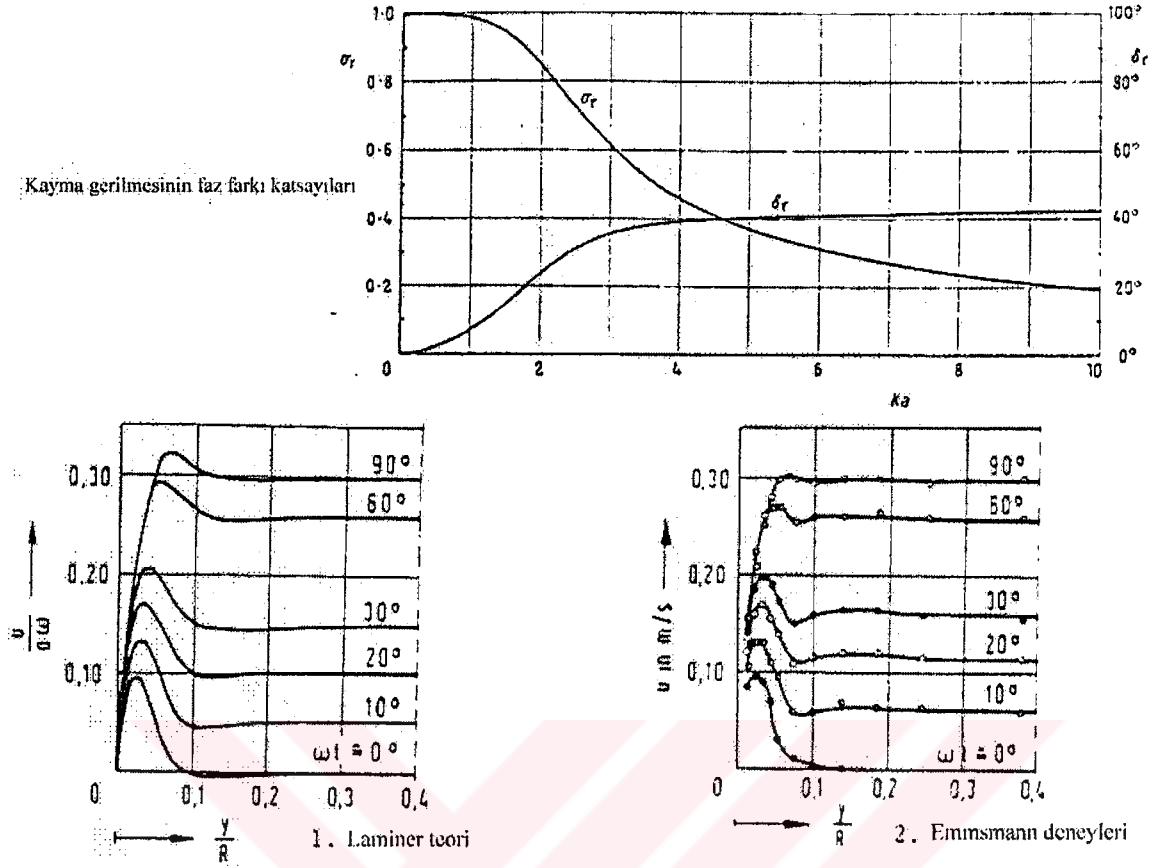 1·0
100°
σᵣ
δᵣ
0·8
80°
σᵣ
0·6
60°
Kayma gerilmesinin faz farkı katsayıları
δᵣ
0·4
40°
0·2
20°
0
0°
0 2 4 6 8 10
Ka
90°
0,30
60°
0,20
30°
20°
0,10
10°
ωt = 0°
0 0,1 0,2 0,3 0,4
y
R
1. Laminer teori
90°
0,30
60°
0,20
30°
u in m/s
20°
0,10
10°
ωt = 0°
0 0,1 0,2 0,3 0,4
y
R
2. Emmsmann deneyleri